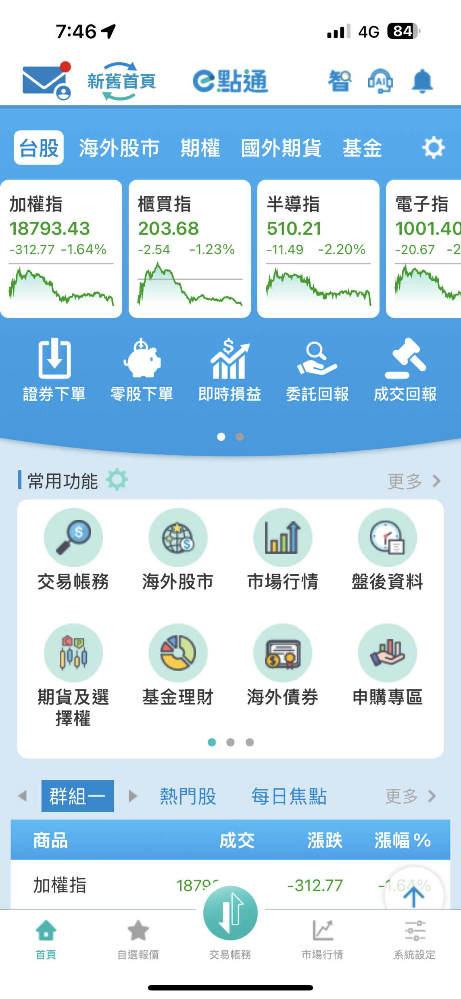 7:46 4G 84
新舊首頁 e點通 智 AI
台股 海外股市 期權 國外期貨 基金
加權指 櫃買指 半導指 電子指
18793.43 203.68 510.21 1001.40
-312.77 -1.64% -2.54 -1.23% -11.49 -2.20% -20.67 -2
證券下單 零股下單 即時損益 委託回報 成交回報
常用功能 更多
交易帳務 海外股市 市場行情 盤後資料
期貨及選 基金理財 海外債券 申購專區
擇權
群組一 熱門股 每日焦點 更多
商品 成交 漲跌 漲幅%
加權指 1879 -312.77 -1.64%
首頁 自選報價 交易帳務 市場行情 系統設定